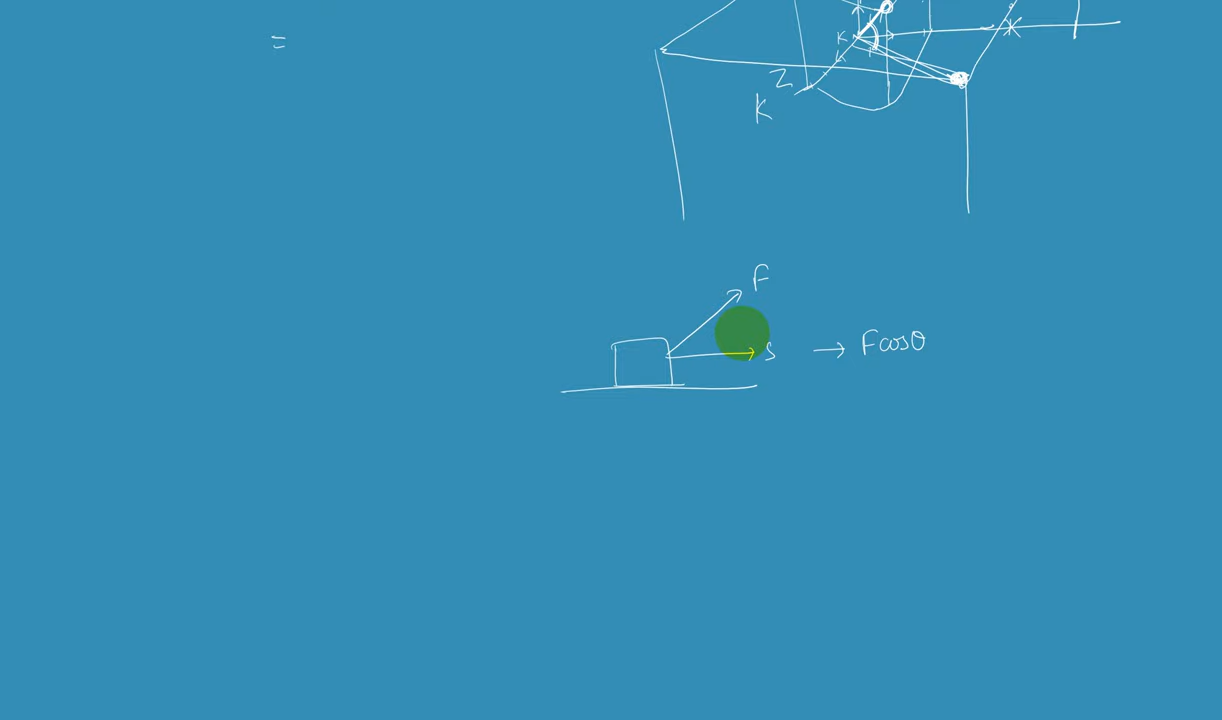 =
K
X
Z
K
F
S → Fcosθ